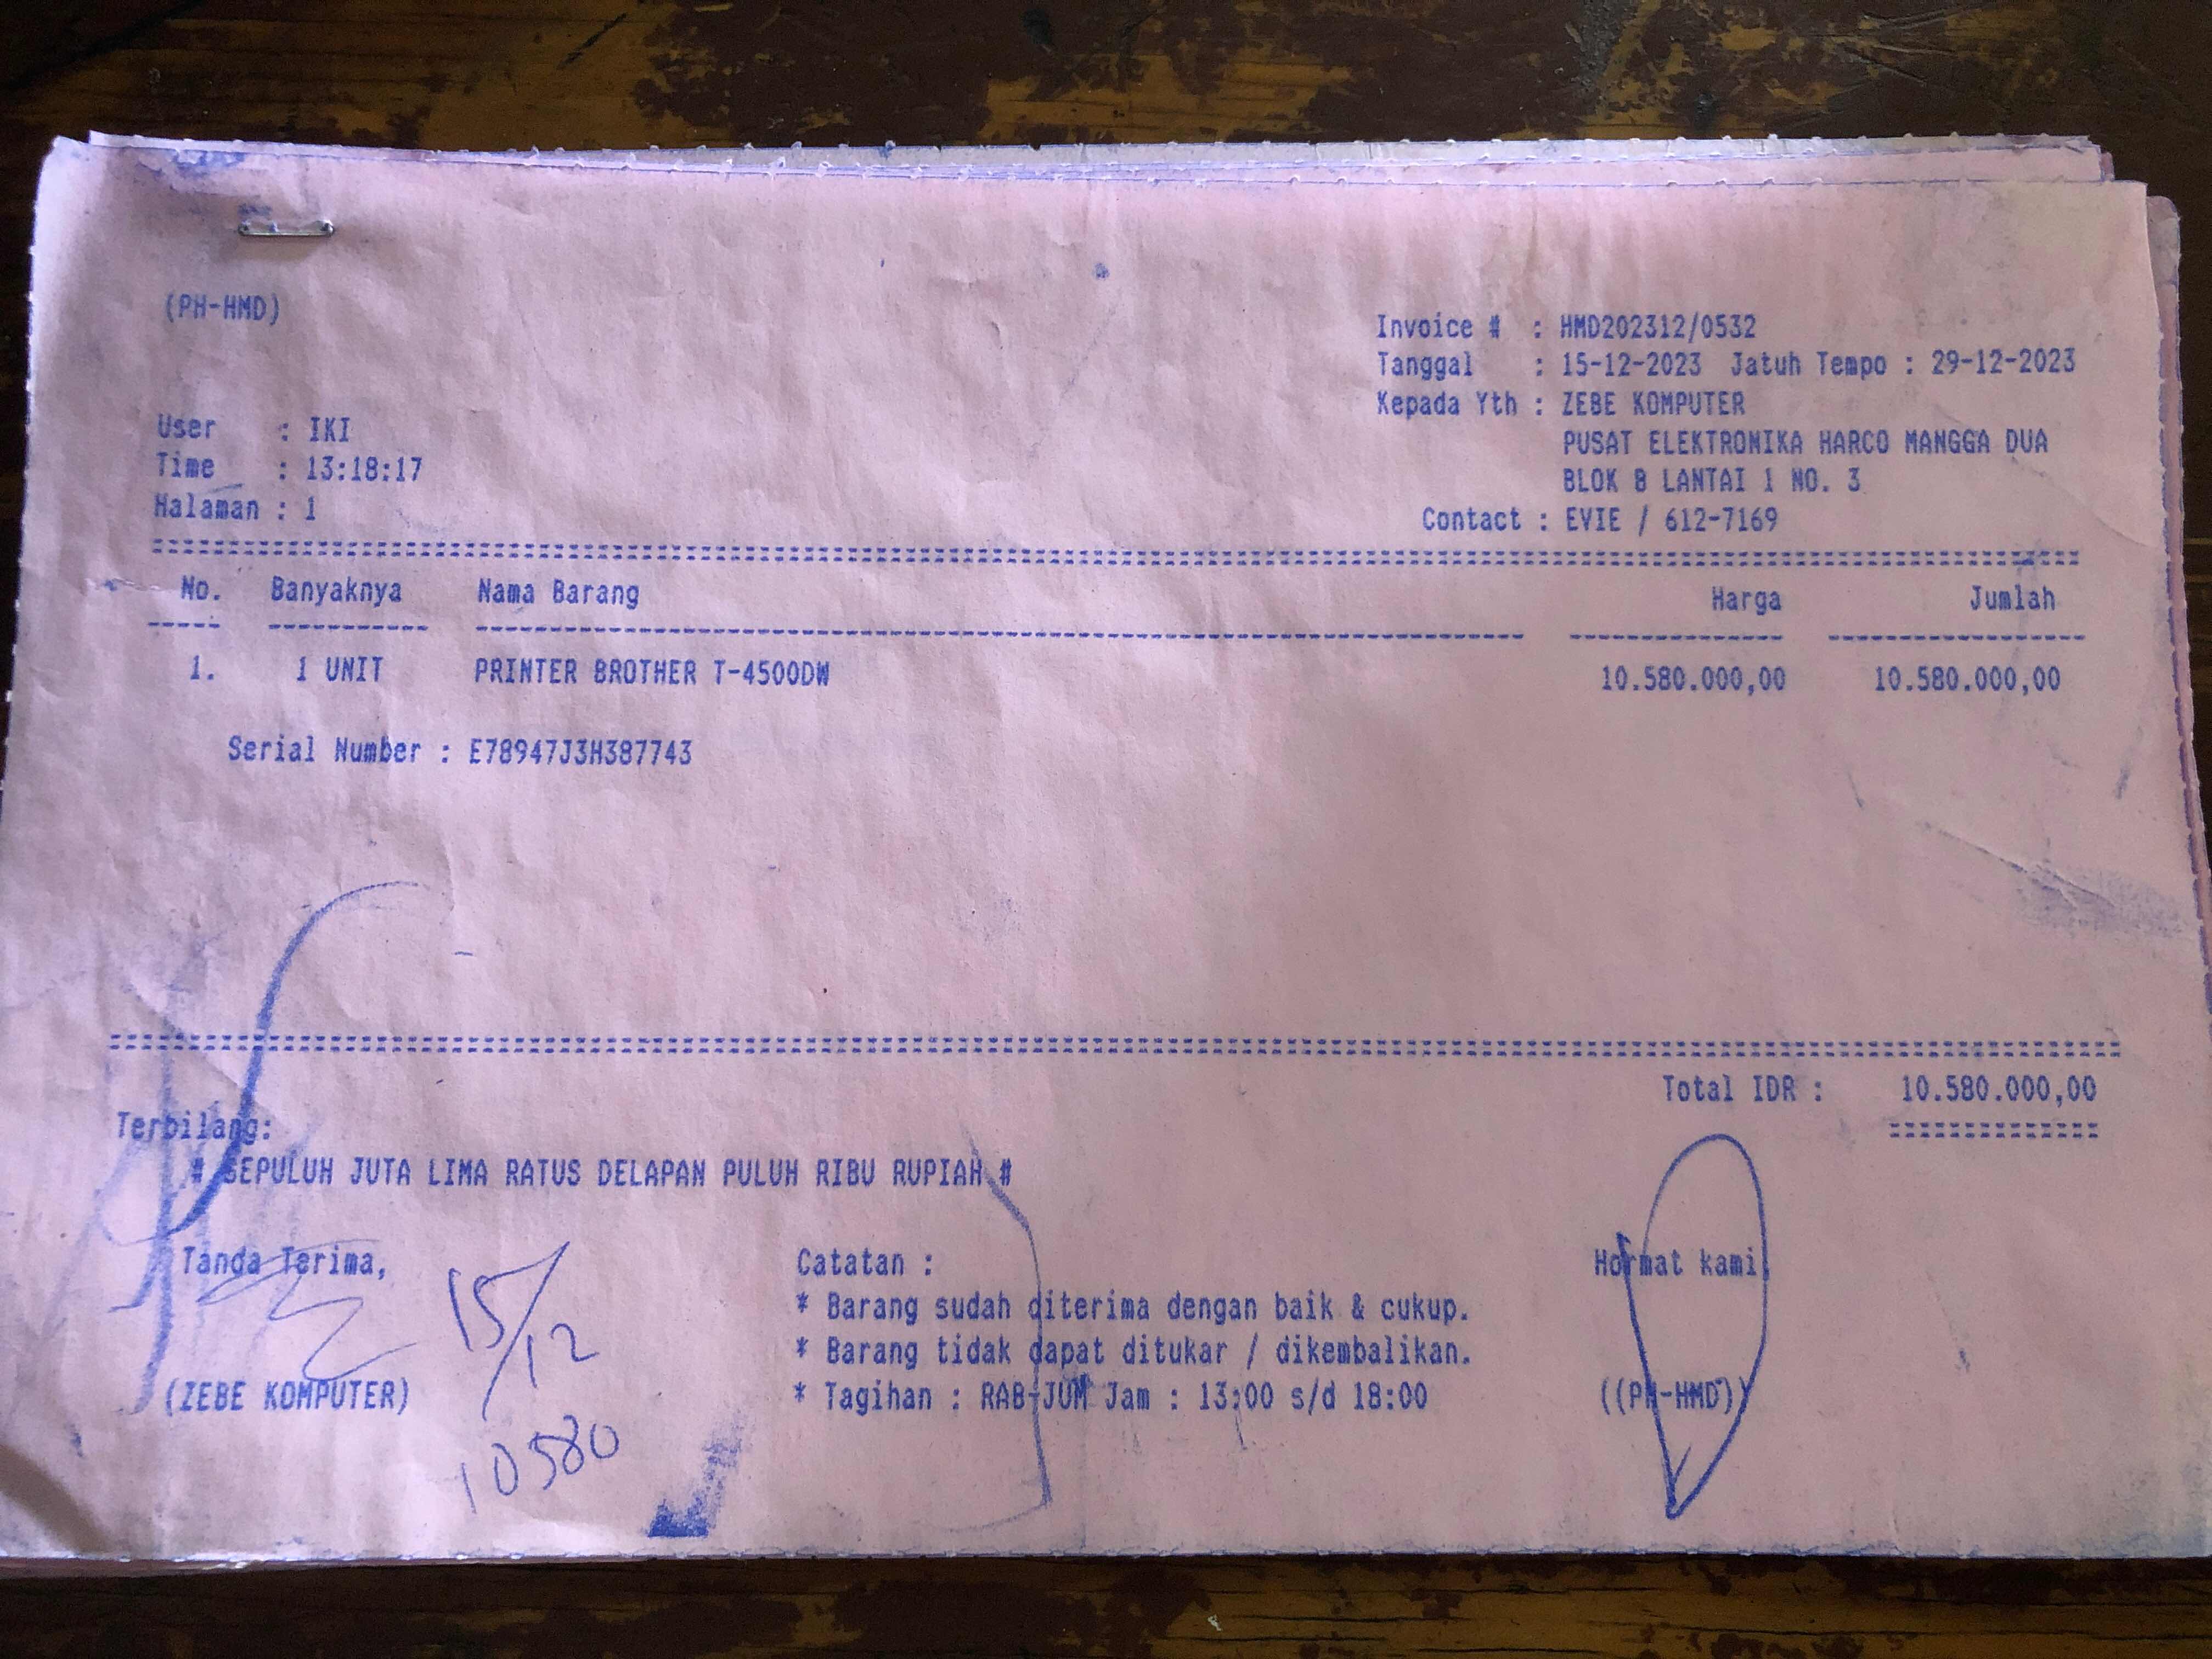 (PH-HMD)
Invoice # : HMD202312/0532
Tanggal : 15-12-2023 Jatuh Tempo : 29-12-2023
Kepada Yth : ZEBE KOMPUTER
PUSAT ELEKTRONIKA HARCO MANGGA DUA
BLOK B LANTAI 1 NO. 3
Contact : EVIE / 612-7169
User : IKI
Time : 13:18:17
Halaman : 1
No. Banyaknya Nama Barang Harga Jumlah
1. 1 UNIT PRINTER BROTHER T-4500DW 10.580.000,00 10.580.000,00
Serial Number : E78947J3H387743
Total IDR : 10.580.000,00
Terbilang:
# SEPULUH JUTA LIMA RATUS DELAPAN PULUH RIBU RUPIAH #
Tanda Terima,
15/12
(ZEBE KOMPUTER)
10580
Catatan :
* Barang sudah diterima dengan baik & cukup.
* Barang tidak dapat ditukar / dikembalikan.
* Tagihan : RAB-JUM Jam : 13:00 s/d 18:00
Hormat kami,
((PH-HMD))